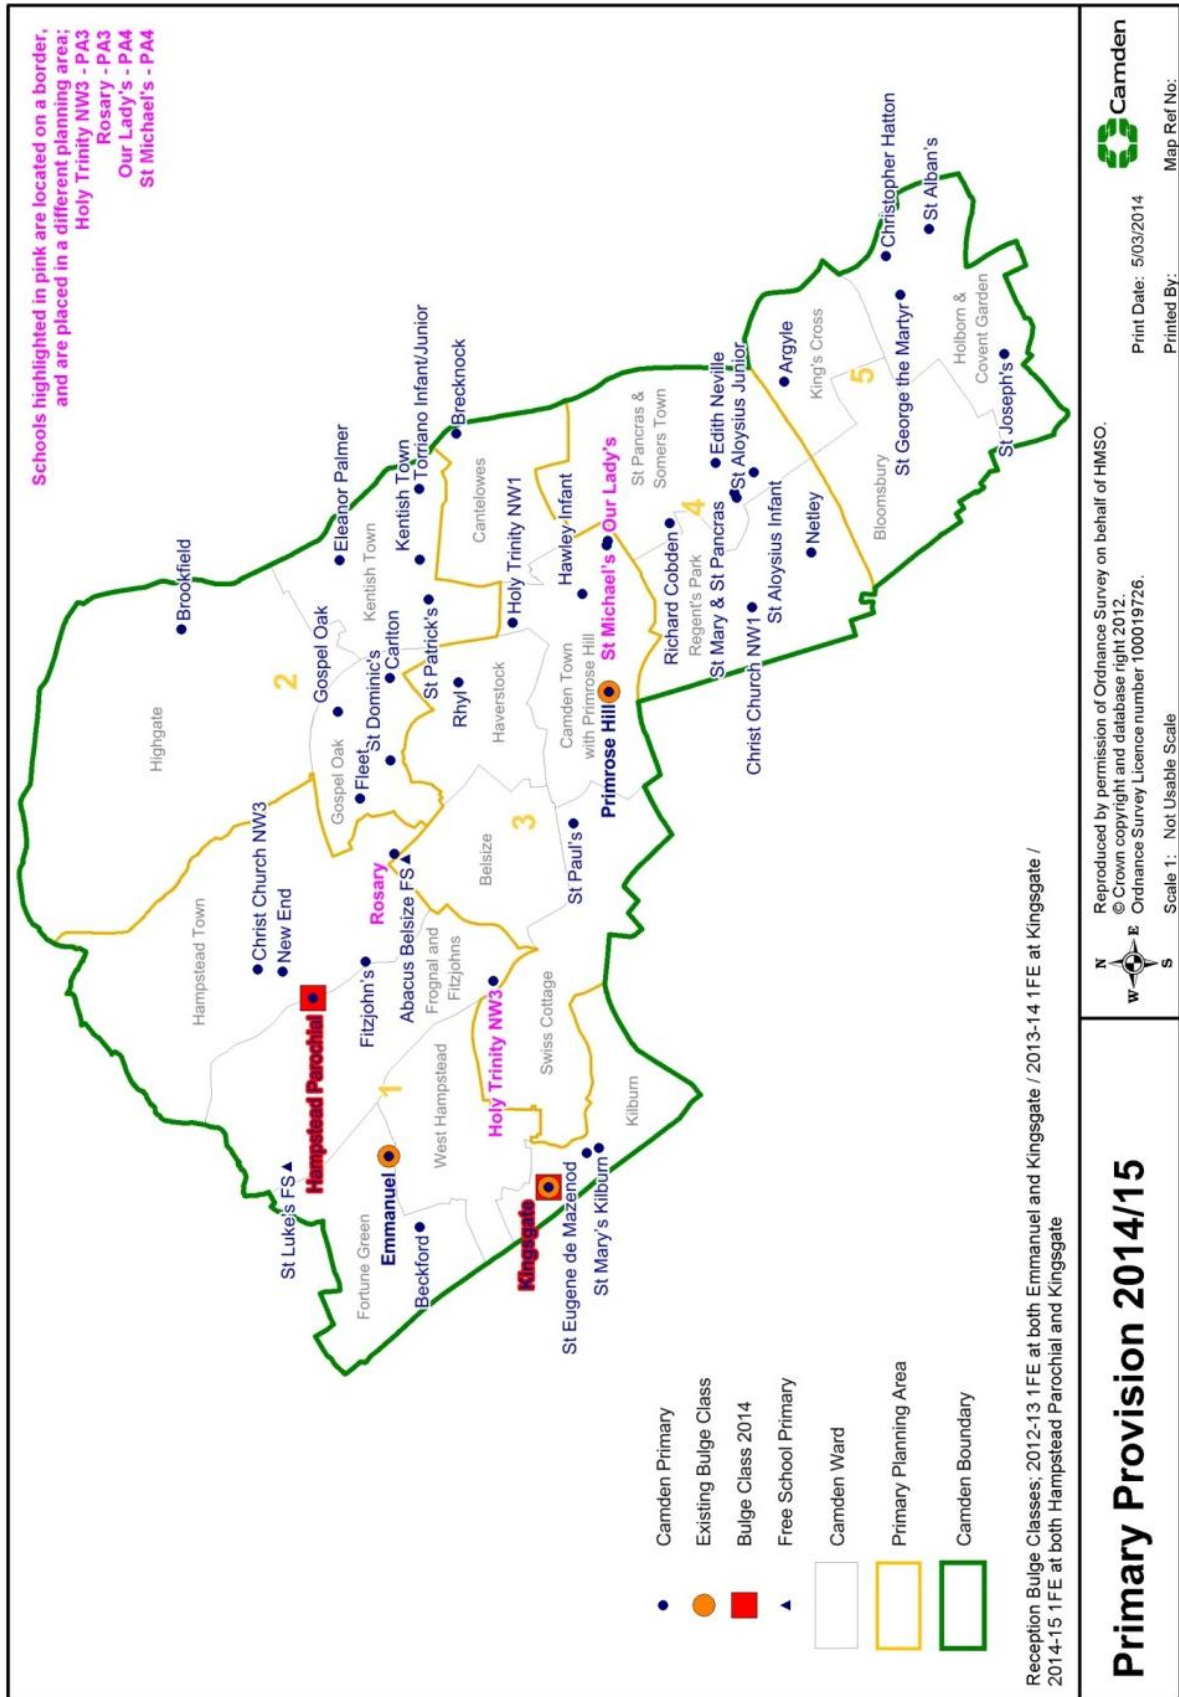 Schools highlighted in pink are located on a border,
and are placed in a different planning area;
Holy Trinity NW3 - PA3
Rosary - PA3
Our Lady's - PA4
St Michael's - PA4
Highgate
Brookfield
2
Hampstead Town
Christ Church NW3
New End
Hampstead Parochial
St Luke's FS
Gospel Oak
Gospel Oak
Eleanor Palmer
Kentish Town
Kentish Town
Torriano Infant/Junior
Brecknock
Fleet
St Dominic's
Carlton
St Patrick's
Cantelowes
Rosary
Abacus Belsize FS
Fitzjohn's
Frognal and
Fitzjohns
1
Fortune Green
Emmanuel
Beckford
West Hampstead
Holy Trinity NW3
Swiss Cottage
Kingsgate
St Eugene de Mazenod
St Mary's Kilburn
Kilburn
Belsize
3
St Paul's
Rhyl
Haverstock
Holy Trinity NW1
Hawley Infant
Camden Town
with Primrose Hill
Primrose Hill
St Michael's
Our Lady's
St Pancras &
Somers Town
Richard Cobden
Regent's Park
4
Edith Neville
St Aloysius Junior
St Mary & St Pancras
St Aloysius Infant
Christ Church NW1
Netley
Argyle
King's Cross
5
Bloomsbury
St George the Martyr
Christopher Hatton
St Alban's
Holborn &
Covent Garden
St Joseph's
Camden Primary
Existing Bulge Class
Bulge Class 2014
Free School Primary
Camden Ward
Primary Planning Area
Camden Boundary
Reception Bulge Classes; 2012-13 1FE at both Emmanuel and Kingsgate / 2013-14 1FE at Kingsgate /
2014-15 1FE at both Hampstead Parochial and Kingsgate
Primary Provision 2014/15
N
W
E
S
Reproduced by permission of Ordnance Survey on behalf of HMSO.
© Crown copyright and database right 2012.
Ordnance Survey Licence number 100019726.
Scale 1: Not Usable Scale
Print Date: 5/03/2014
Printed By:
Map Ref No:
Camden